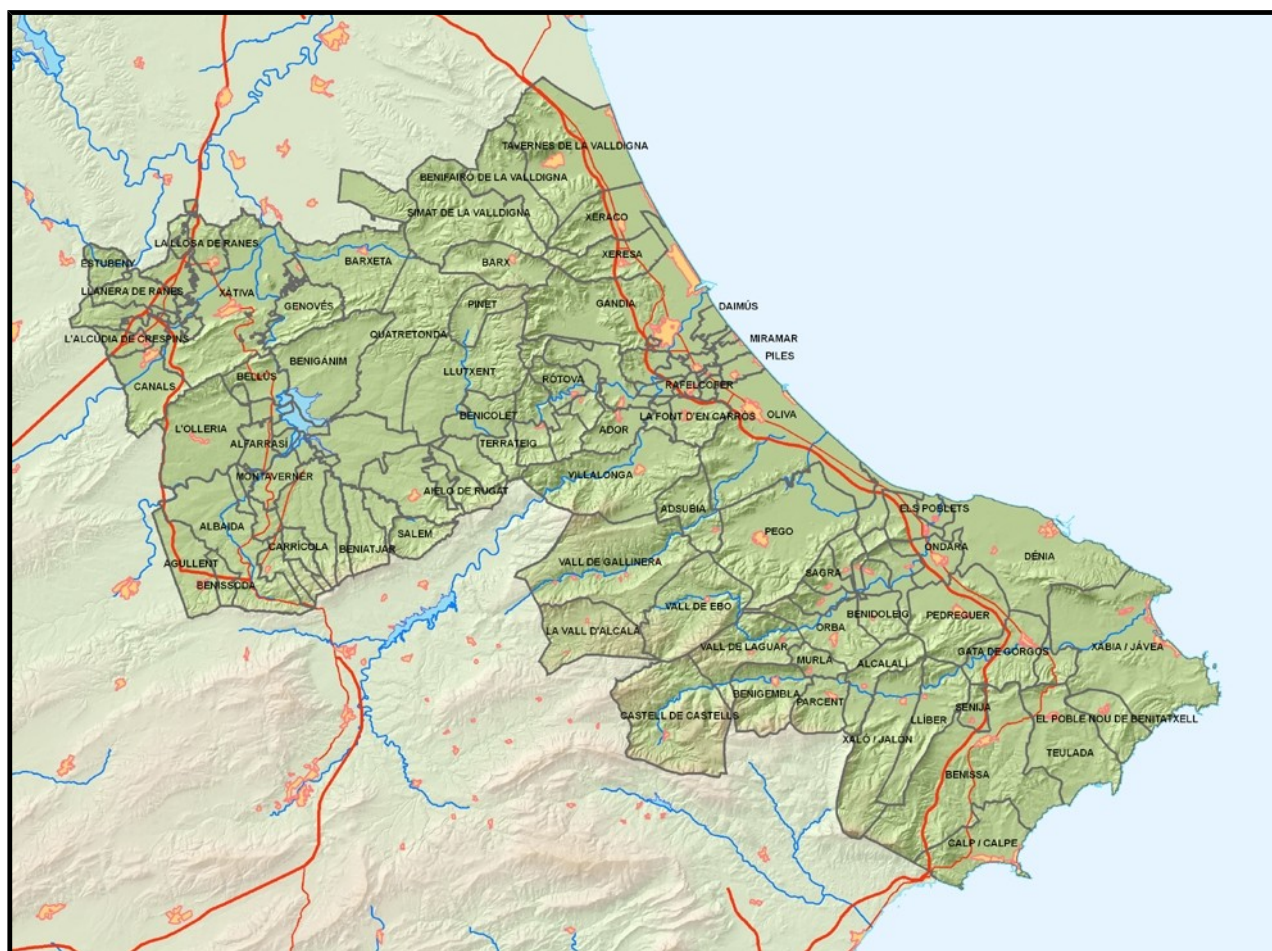 TAVERNES DE LA VALLDIGNA
BENIFAIRÓ DE LA VALLDIGNA
SIMAT DE LA VALLDIGNA
XERACO
LA LLOSA DE RANES
XERESA
BARXETA
BARX
ESTUBENY
LLANERA DE RANES
XÀTIVA
GENOVÉS
PINET
GANDIA
DAIMÚS
L'ALCÚDIA DE CRESPINS
QUATRETONDA
MIRAMAR
PILES
BENIGÀNIM
BELLÚS
LLUTXENT
RÓTOVA
CANALS
RAFELCOFER
BENICOLET
LA FONT D'EN CARRÒS
OLIVA
L'OLLERIA
ADOR
ALFARRASÍ
TERRATEIG
MONTAVERNER
VILLALONGA
AIELO DE RUGAT
ADSUBIA
ELS POBLETS
ALBAIDA
SALEM
PEGO
CARRÍCOLA
BENIATJAR
ONDARA
DÉNIA
AGULLENT
VALL DE GALLINERA
BENISSODA
SAGRA
VALL DE EBO
BENIDOLEIG
PEDREGUER
LA VALL D'ALCALÀ
ORBA
VALL DE LAGUAR
XÀBIA / JÁVEA
GATA DE GORGOS
MURLA
ALCALALÍ
BENIGEMBLA
PARCENT
SENIJA
CASTELL DE CASTELLS
LLÍBER
EL POBLE NOU DE BENITATXELL
XALÓ / JALÓN
TEULADA
BENISSA
CALP / CALPE